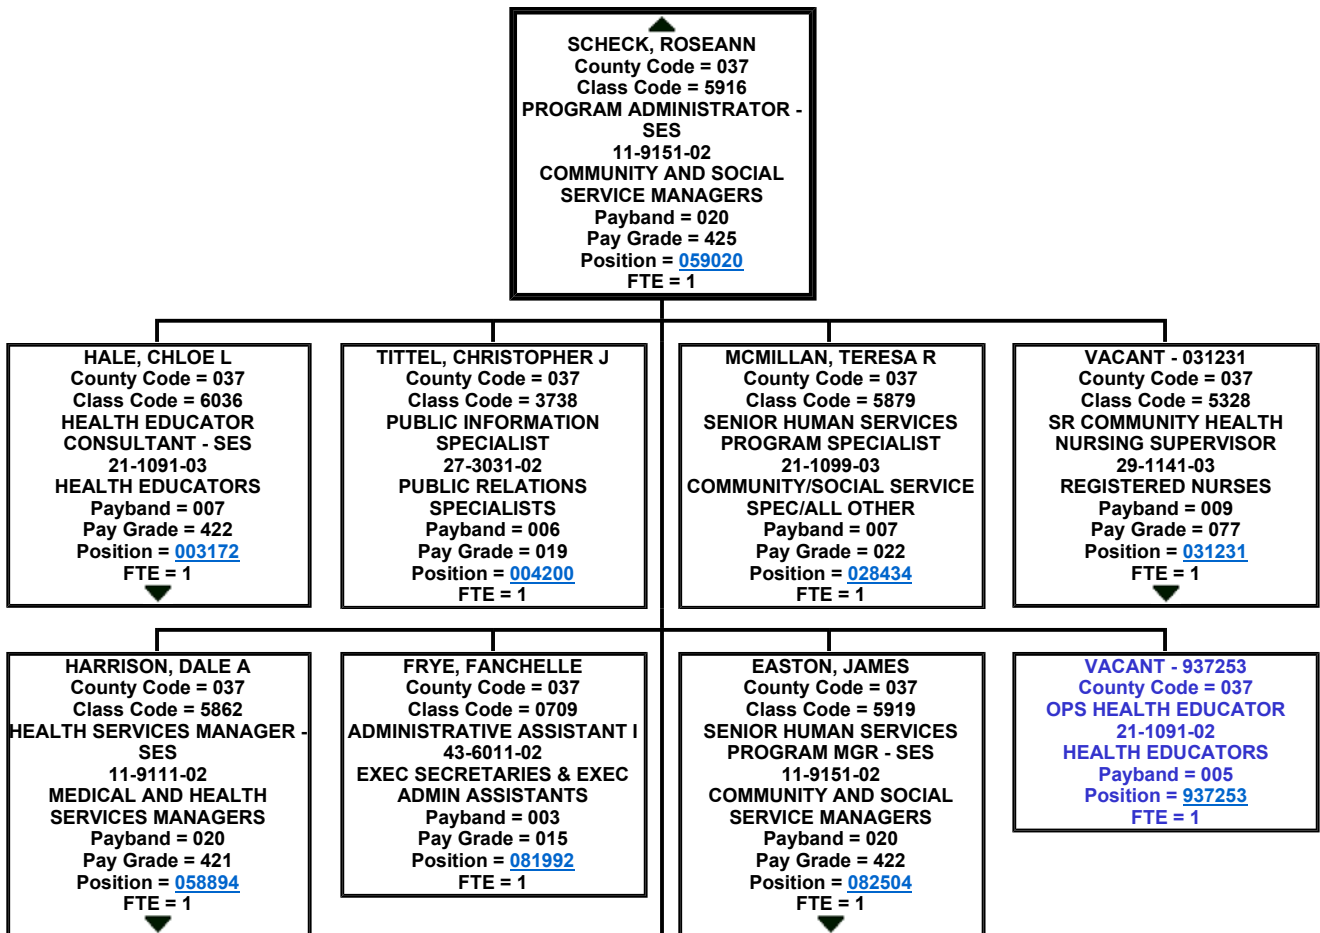 SCHECK, ROSEANN
County Code = 037
Class Code = 5916
PROGRAM ADMINISTRATOR -
SES
11-9151-02
COMMUNITY AND SOCIAL
SERVICE MANAGERS
Payband = 020
Pay Grade = 425
Position = 059020
FTE = 1
HALE, CHLOE L
County Code = 037
Class Code = 6036
HEALTH EDUCATOR
CONSULTANT - SES
21-1091-03
HEALTH EDUCATORS
Payband = 007
Pay Grade = 422
Position = 003172
FTE = 1
TITTEL, CHRISTOPHER J
County Code = 037
Class Code = 3738
PUBLIC INFORMATION
SPECIALIST
27-3031-02
PUBLIC RELATIONS
SPECIALISTS
Payband = 006
Pay Grade = 019
Position = 004200
FTE = 1
MCMILLAN, TERESA R
County Code = 037
Class Code = 5879
SENIOR HUMAN SERVICES
PROGRAM SPECIALIST
21-1099-03
COMMUNITY/SOCIAL SERVICE
SPEC/ALL OTHER
Payband = 007
Pay Grade = 022
Position = 028434
FTE = 1
VACANT - 031231
County Code = 037
Class Code = 5328
SR COMMUNITY HEALTH
NURSING SUPERVISOR
29-1141-03
REGISTERED NURSES
Payband = 009
Pay Grade = 077
Position = 031231
FTE = 1
HARRISON, DALE A
County Code = 037
Class Code = 5862
HEALTH SERVICES MANAGER -
SES
11-9111-02
MEDICAL AND HEALTH
SERVICES MANAGERS
Payband = 020
Pay Grade = 421
Position = 058894
FTE = 1
FRYE, FANCHELLE
County Code = 037
Class Code = 0709
ADMINISTRATIVE ASSISTANT I
43-6011-02
EXEC SECRETARIES & EXEC
ADMIN ASSISTANTS
Payband = 003
Pay Grade = 015
Position = 081992
FTE = 1
EASTON, JAMES
County Code = 037
Class Code = 5919
SENIOR HUMAN SERVICES
PROGRAM MGR - SES
11-9151-02
COMMUNITY AND SOCIAL
SERVICE MANAGERS
Payband = 020
Pay Grade = 422
Position = 082504
FTE = 1
VACANT - 937253
County Code = 037
OPS HEALTH EDUCATOR
21-1091-02
HEALTH EDUCATORS
Payband = 005
Position = 937253
FTE = 1